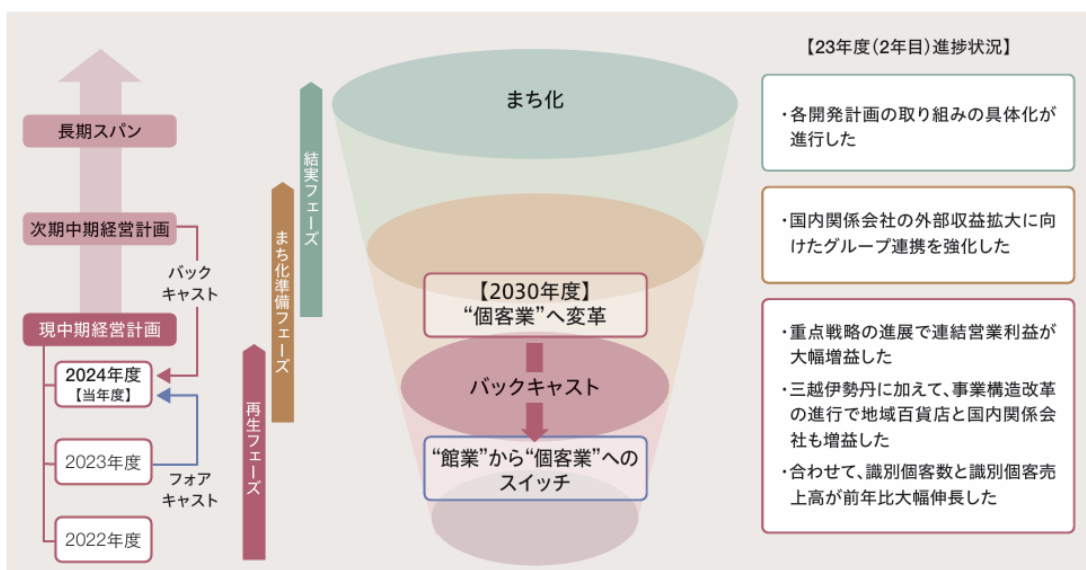 長期スパン
次期中期経営計画
バック
キャスト
現中期経営計画
2024年度
【当年度】
2023年度
フォア
キャスト
2022年度
再生フェーズ
まち化準備フェーズ
結実フェーズ
まち化
【2030年度】
“個客業”へ変革
バックキャスト
“館業”から“個客業”への
スイッチ
【23年度(2年目)進捗状況】
・各開発計画の取り組みの具体化が
進行した
・国内関係会社の外部収益拡大に向
けたグループ連携を強化した
・重点戦略の進展で連結営業利益が
大幅増益した
・三越伊勢丹に加えて、事業構造改革
の進行で地域百貨店と国内関係会
社も増益した
・合わせて、識別個客数と識別個客売
上高が前年比大幅伸長した